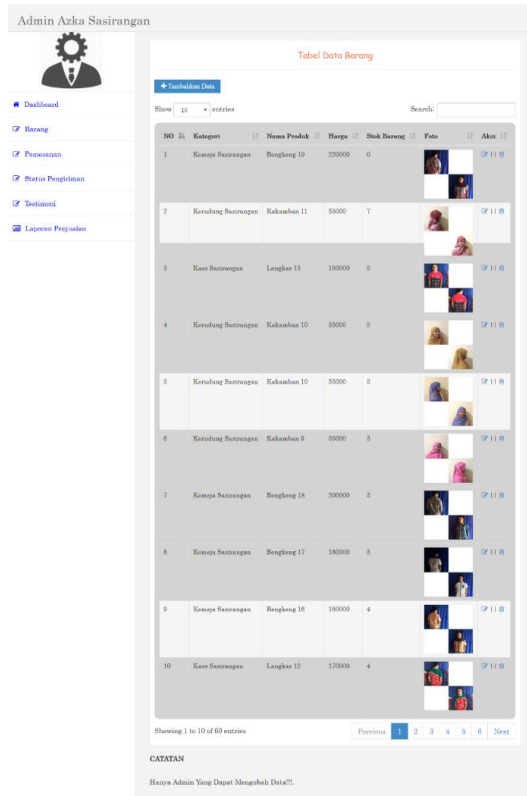 Admin Azka Sasirangan
Dashboard
Barang
Pemesanan
Status Pengiriman
Testimoni
Laporan Penjualan
Tabel Data Barang
+ Tambahkan Data
Show 10 entries
Search:
NO Kategori Nama Produk Harga Stok Barang Foto Aksi
1 Kemeja Sasirangan Bengkeng 19 220000 0 | |
2 Kerudung Sasirangan Kakamban 11 35000 7 | |
3 Kaos Sasirangan Langkar 13 150000 5 | |
4 Kerudung Sasirangan Kakamban 10 35000 5 | |
5 Kerudung Sasirangan Kakamban 10 35000 5 | |
6 Kerudung Sasirangan Kakamban 9 35000 3 | |
7 Kemeja Sasirangan Bengkeng 18 200000 3 | |
8 Kemeja Sasirangan Bengkeng 17 180000 3 | |
9 Kemeja Sasirangan Bengkeng 16 160000 4 | |
10 Kaos Sasirangan Langkar 12 170000 4 | |
Showing 1 to 10 of 60 entries
Previous 1 2 3 4 5 6 Next
CATATAN
Hanya Admin Yang Dapat Mengubah Data!!!.